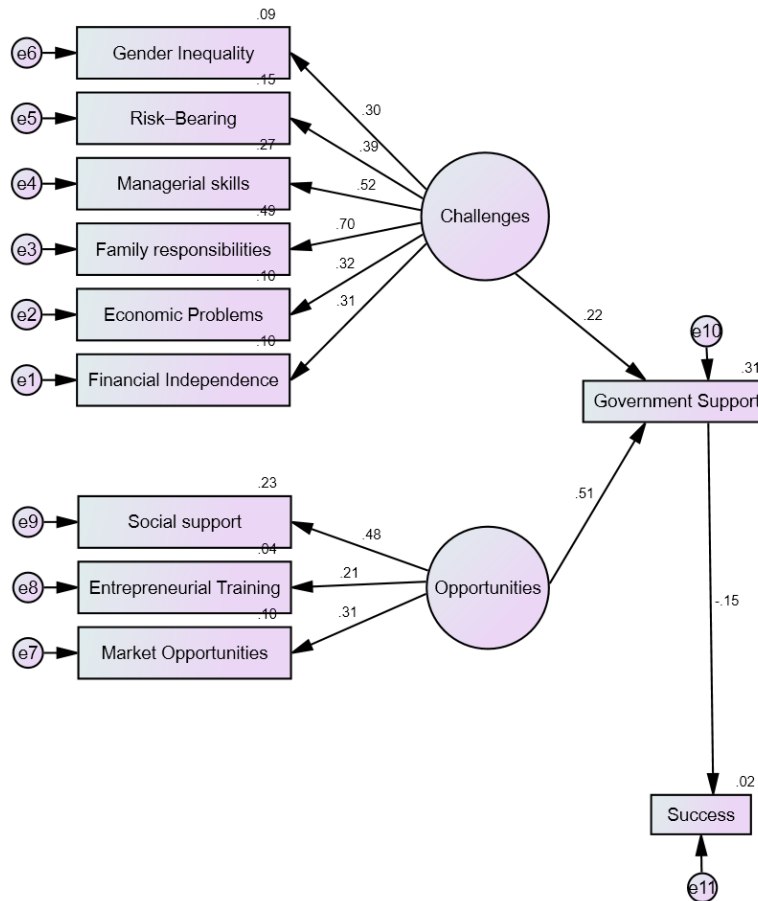 .09
e6
Gender Inequality
.30
.15
e5
Risk–Bearing
.39
.27
e4
Managerial skills
.52
.49
e3
Family responsibilities
.70
.10
e2
Economic Problems
.32
.10
e1
Financial Independence
.31
Challenges
.22
e10
.31
Government Support
.23
e9
Social support
.48
.04
e8
Entrepreneurial Training
.21
.10
e7
Market Opportunities
.31
Opportunities
.51
-.15
.02
Success
e11